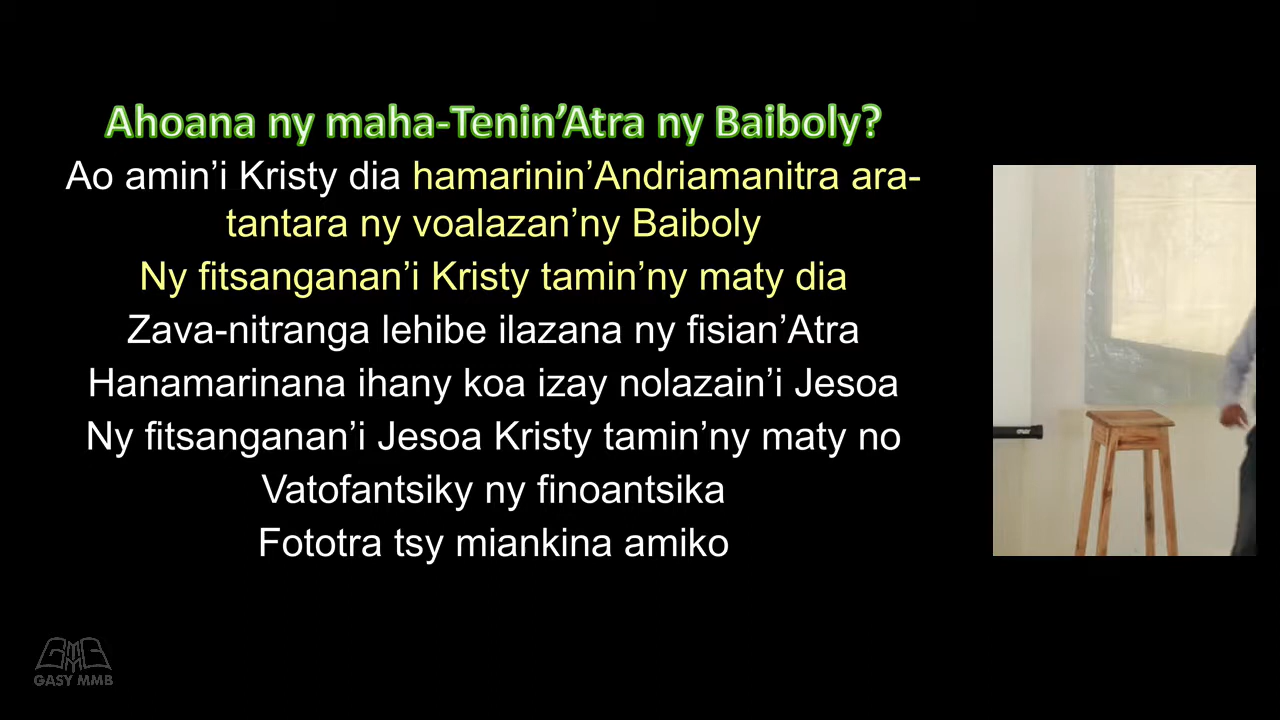 Ahoana ny maha-Tenin’Atra ny Baiboly?
Ao amin’i Kristy dia hamarinin’Andriamanitra ara-
tantara ny voalazan’ny Baiboly
Ny fitsanganan’i Kristy tamin’ny maty dia
Zava-nitranga lehibe ilazana ny fisian’Atra
Hanamarinana ihany koa izay nolazain’i Jesoa
Ny fitsanganan’i Jesoa Kristy tamin’ny maty no
Vatofantsiky ny finoantsika
Fototra tsy miankina amiko
GASY MMB